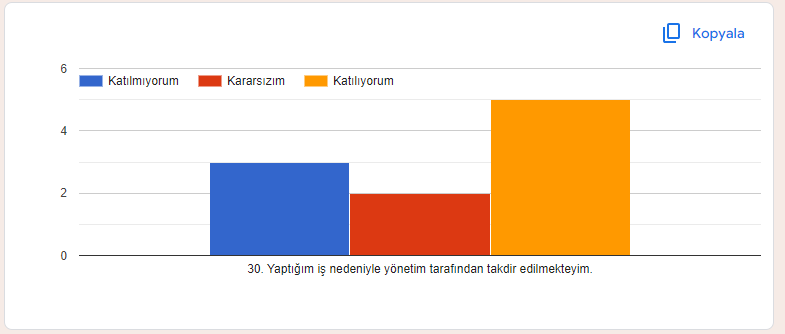 Kopyala
6
Katılmıyorum Kararsızım Katılıyorum
4
2
0
30. Yaptığım iş nedeniyle yönetim tarafından takdir edilmekteyim.